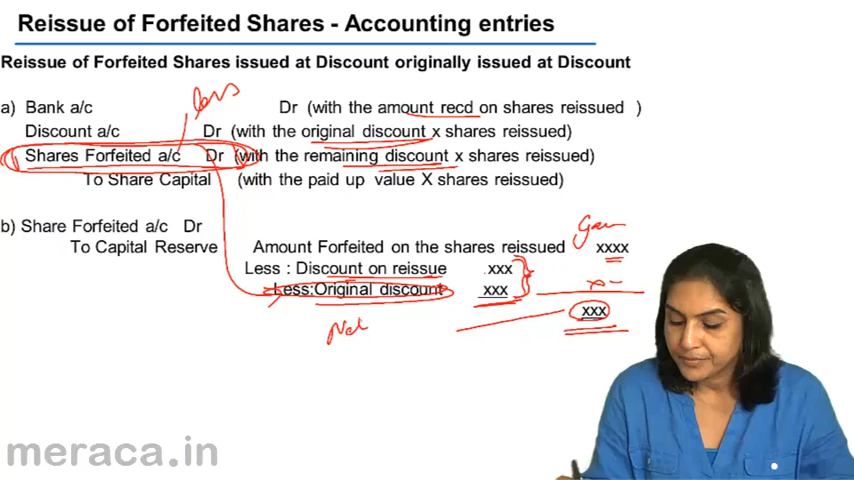 Reissue of Forfeited Shares - Accounting entries
Reissue of Forfeited Shares issued at Discount originally issued at Discount
loss
a) Bank a/c Dr (with the amount recd on shares reissued )
Discount a/c Dr (with the original discount x shares reissued)
Shares Forfeited a/c Dr (with the remaining discount x shares reissued)
To Share Capital (with the paid up value X shares reissued)
b) Share Forfeited a/c Dr
Gain
To Capital Reserve Amount Forfeited on the shares reissued xxxx
Less : Discount on reissue xxx
Less:Original discount xxx
xxx
Net
meraca.in